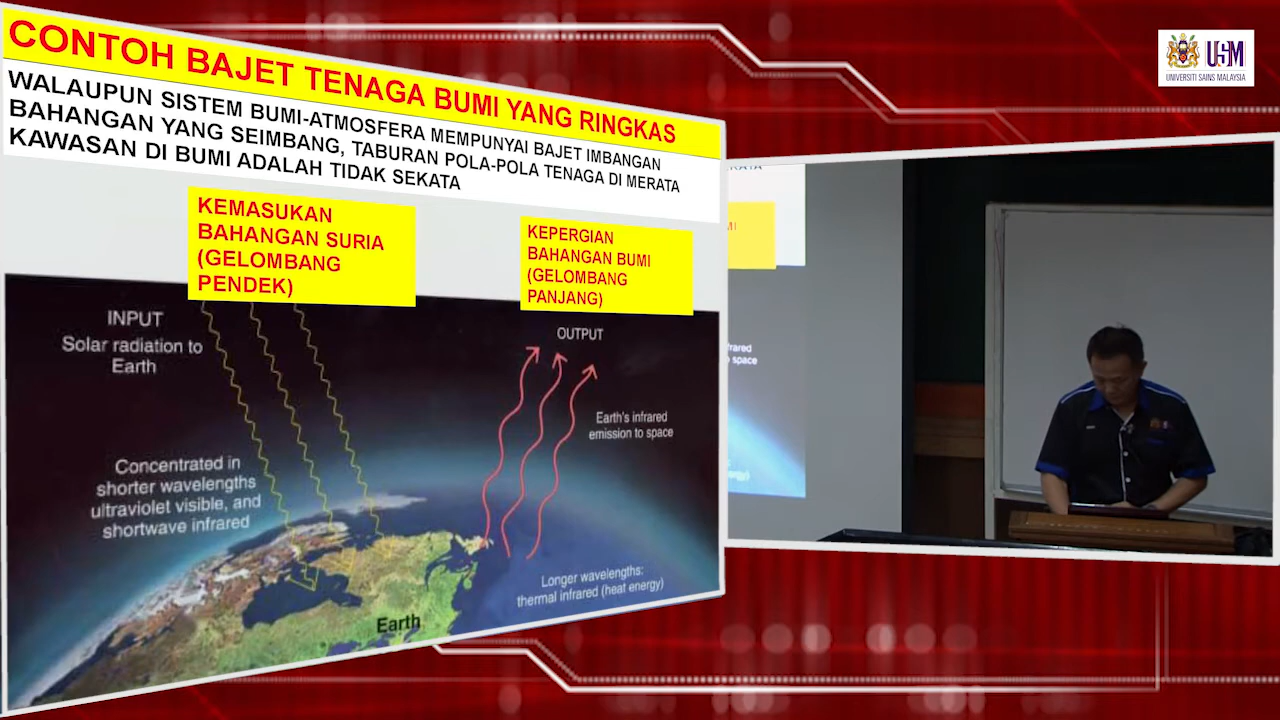 CONTOH BAJET TENAGA BUMI YANG RINGKAS
WALAUPUN SISTEM BUMI-ATMOSFERA MEMPUNYAI BAJET IMBANGAN
BAHANGAN YANG SEIMBANG, TABURAN POLA-POLA TENAGA DI MERATA
KAWASAN DI BUMI ADALAH TIDAK SEKATA
KEMASUKAN
BAHANGAN SURIA
(GELOMBANG
PENDEK)
KEPERGIAN
BAHANGAN BUMI
(GELOMBANG
PANJANG)
INPUT
Solar radiation to
Earth
OUTPUT
Earth's infrared
emission to space
Concentrated in
shorter wavelengths
ultraviolet visible, and
shortwave infrared
Longer wavelengths:
thermal infrared (heat energy)
Earth
USM
UNIVERSITI SAINS MALAYSIA
space